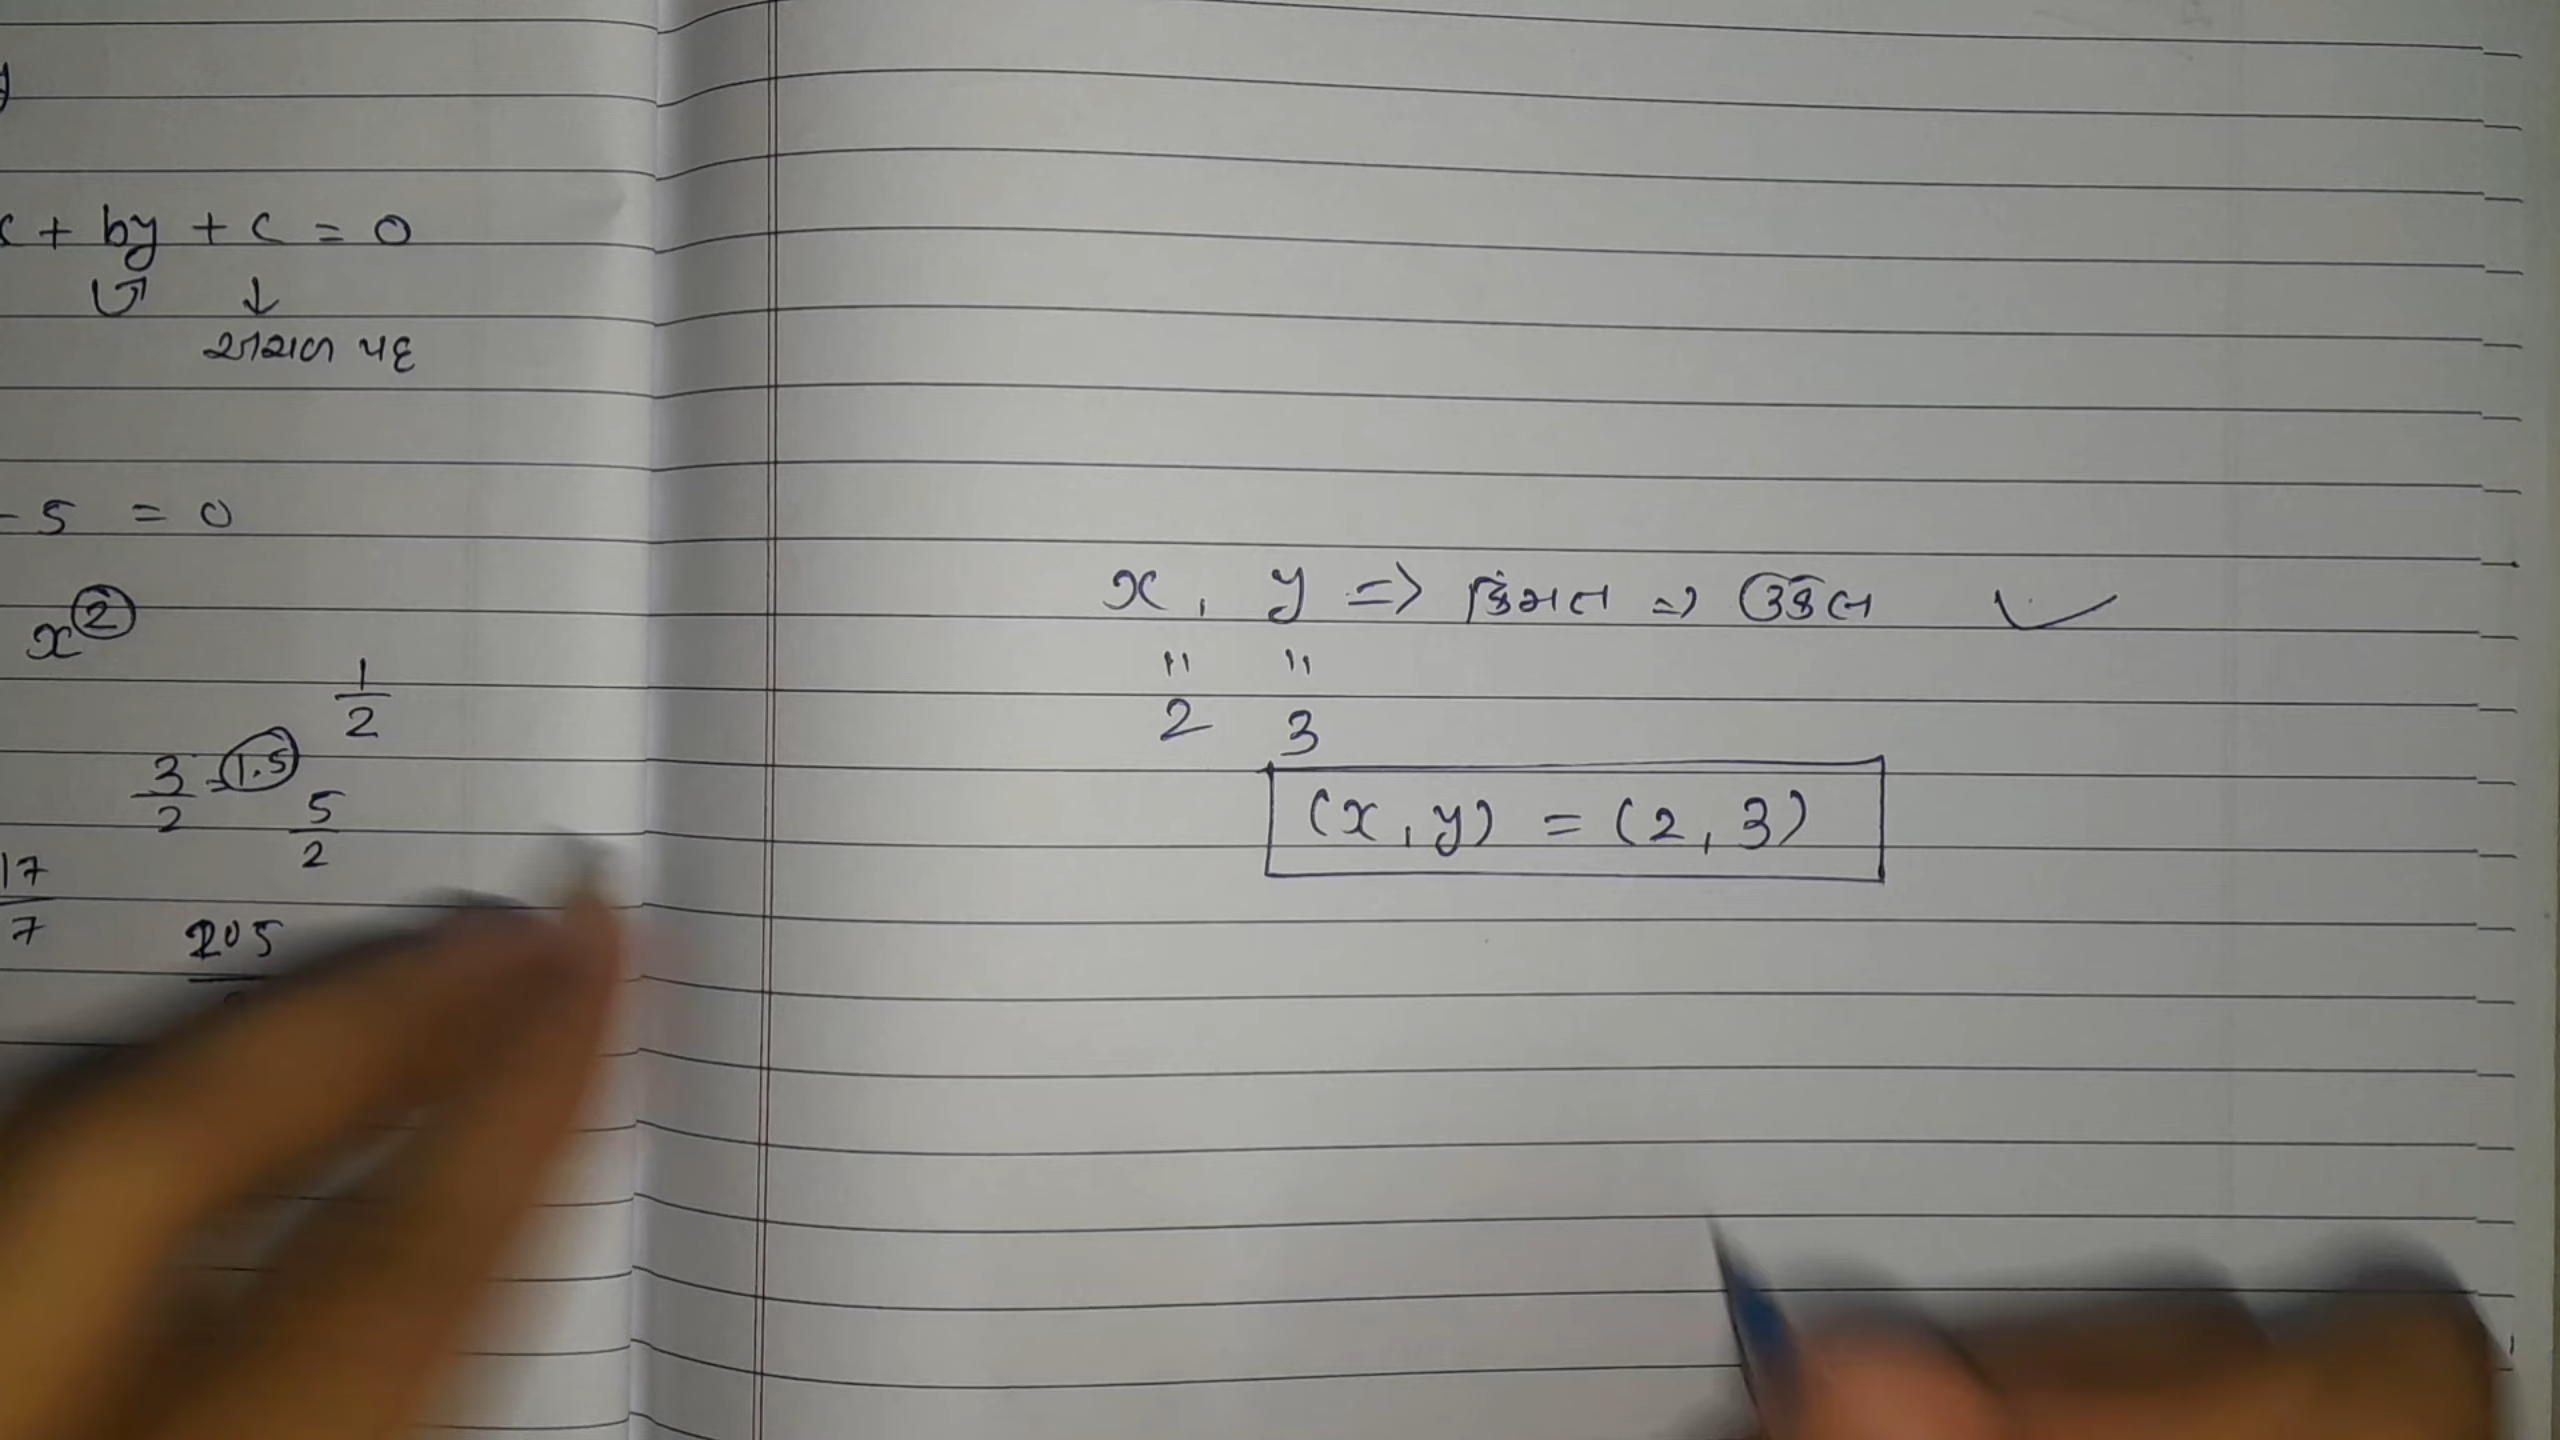 + by + c = 0
↓
અચલ પદ
- 5 = 0
x²
1/2
3/2 = 1.5
5/2
17/7
205
x, y => કિંમત => ઉકેલ ✓
" "
2 3
(x, y) = (2, 3)